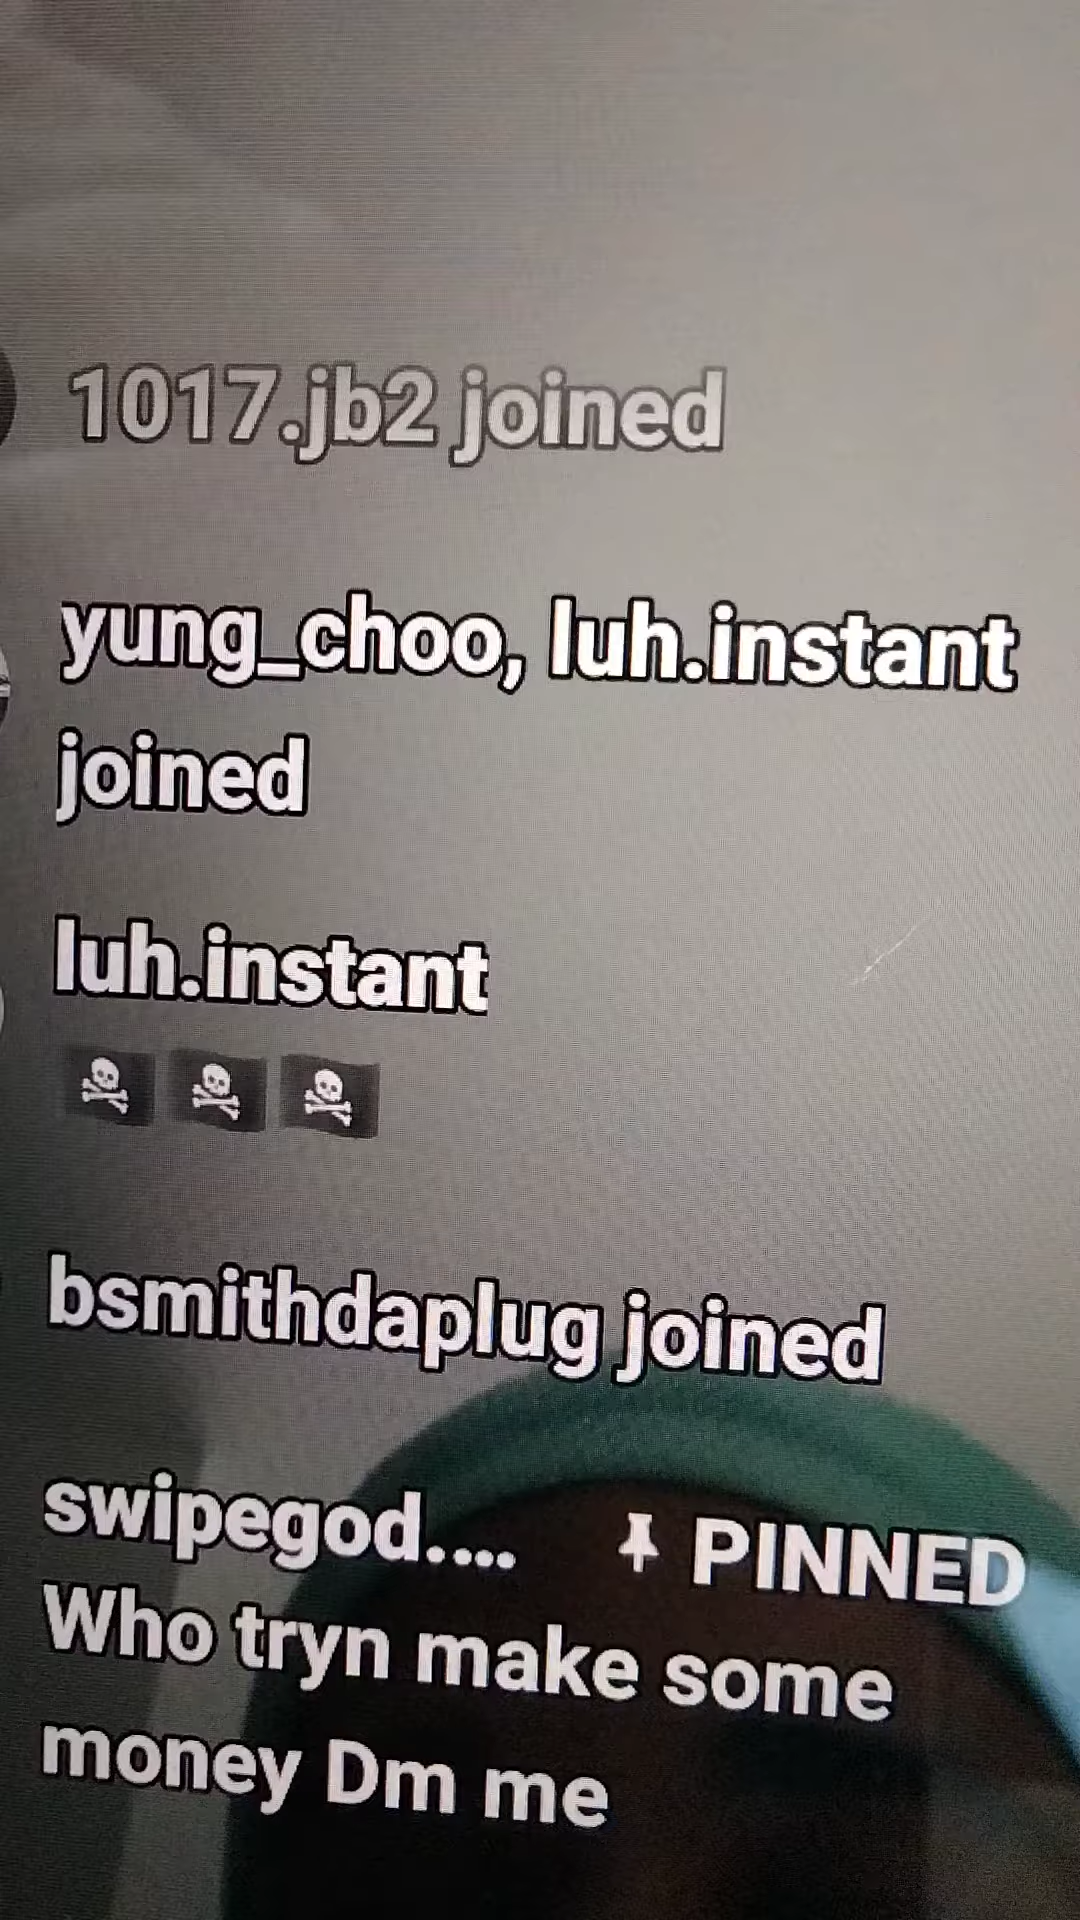 1017.jb2 joined
yung_choo, luh.instant
joined
luh.instant
🏴‍☠️🏴‍☠️🏴‍☠️
bsmithdaplug joined
swipegod.... 📌 PINNED
Who tryn make some
money Dm me